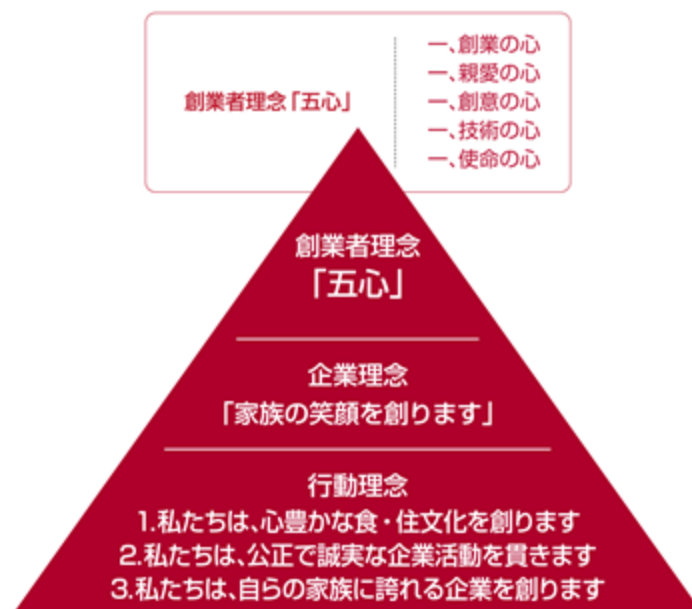 創業者理念「五心」
一、創業の心
一、親愛の心
一、創意の心
一、技術の心
一、使命の心
創業者理念
「五心」
企業理念
「家族の笑顔を創ります」
行動理念
1.私たちは、心豊かな食・住文化を創ります
2.私たちは、公正で誠実な企業活動を貫きます
3.私たちは、自らの家族に誇れる企業を創ります